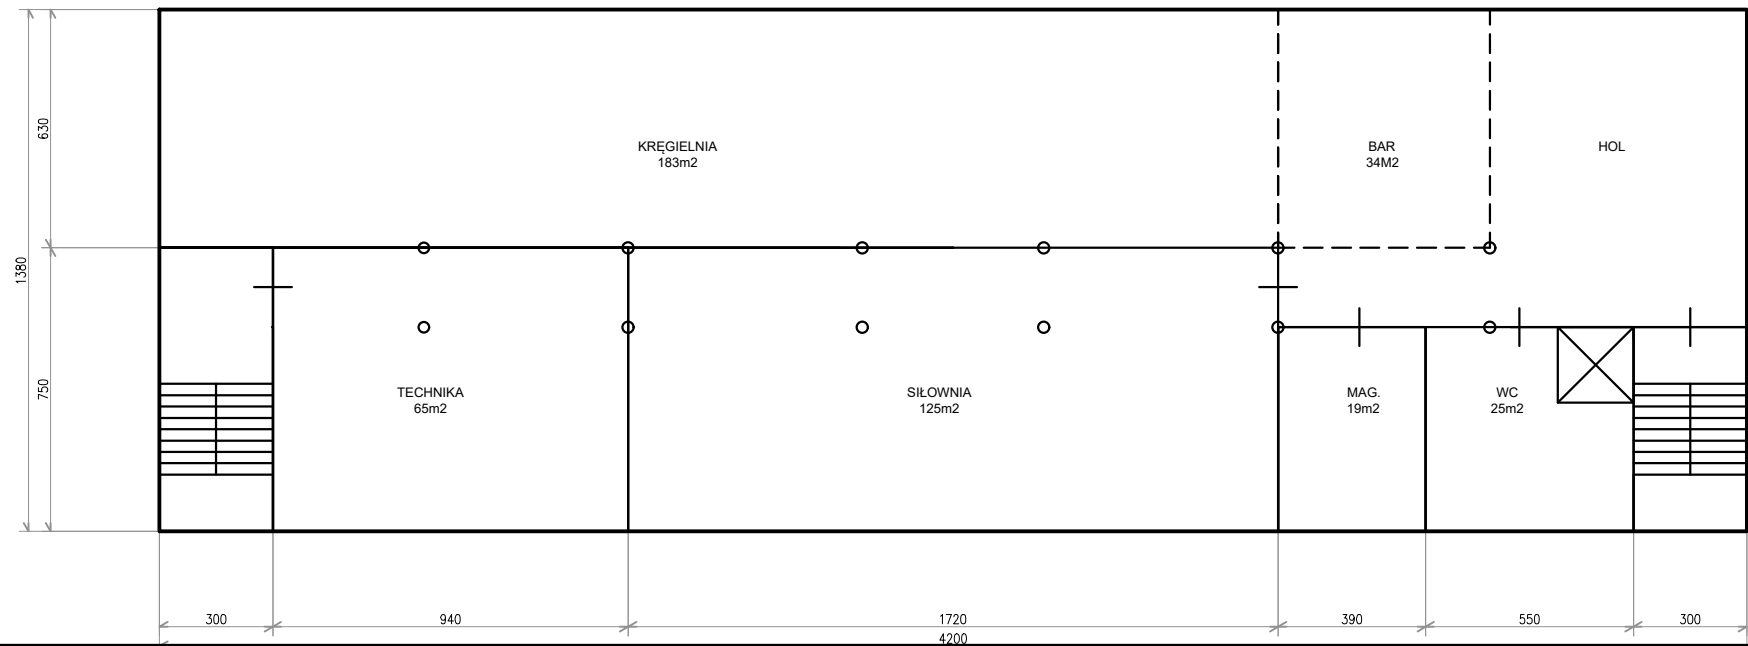 KRĘGIELNIA
183m2
BAR
34M2
HOL
630
1380
750
TECHNIKA
65m2
SIŁOWNIA
125m2
MAG.
19m2
WC
25m2
300
940
1720
390
550
300
4200